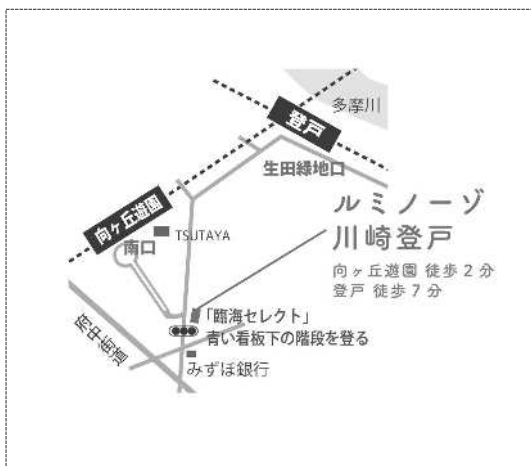 多摩川
登戸
生田緑地口
ルミノーゾ
川崎登戸
向ヶ丘遊園 徒歩2分
登戸 徒歩7分
向ヶ丘遊園
南口
TSUTAYA
「臨海セレクト」
青い看板下の階段を登る
府中街道
みずほ銀行